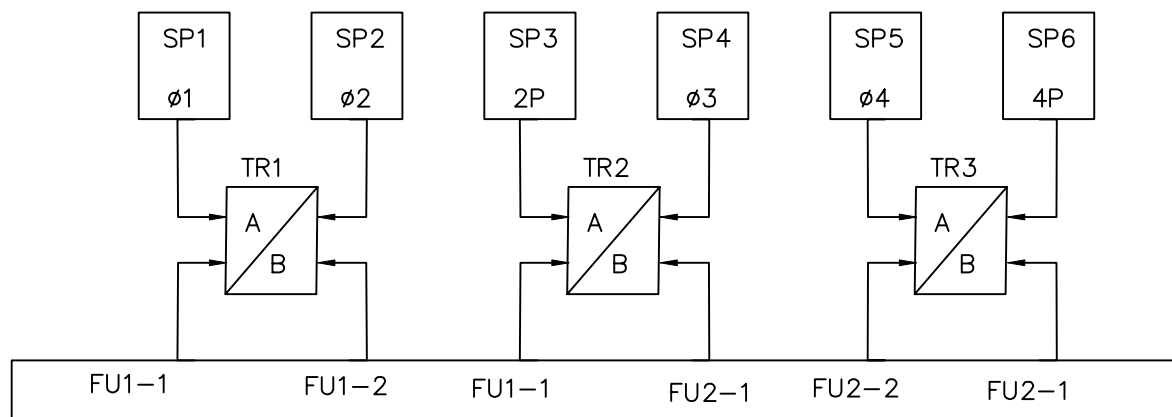 SP1 SP2 SP3 SP4 SP5 SP6
ø1 ø2 2P ø3 ø4 4P
TR1 TR2 TR3
A A A
B B B
FU1-1 FU1-2 FU1-1 FU2-1 FU2-2 FU2-1